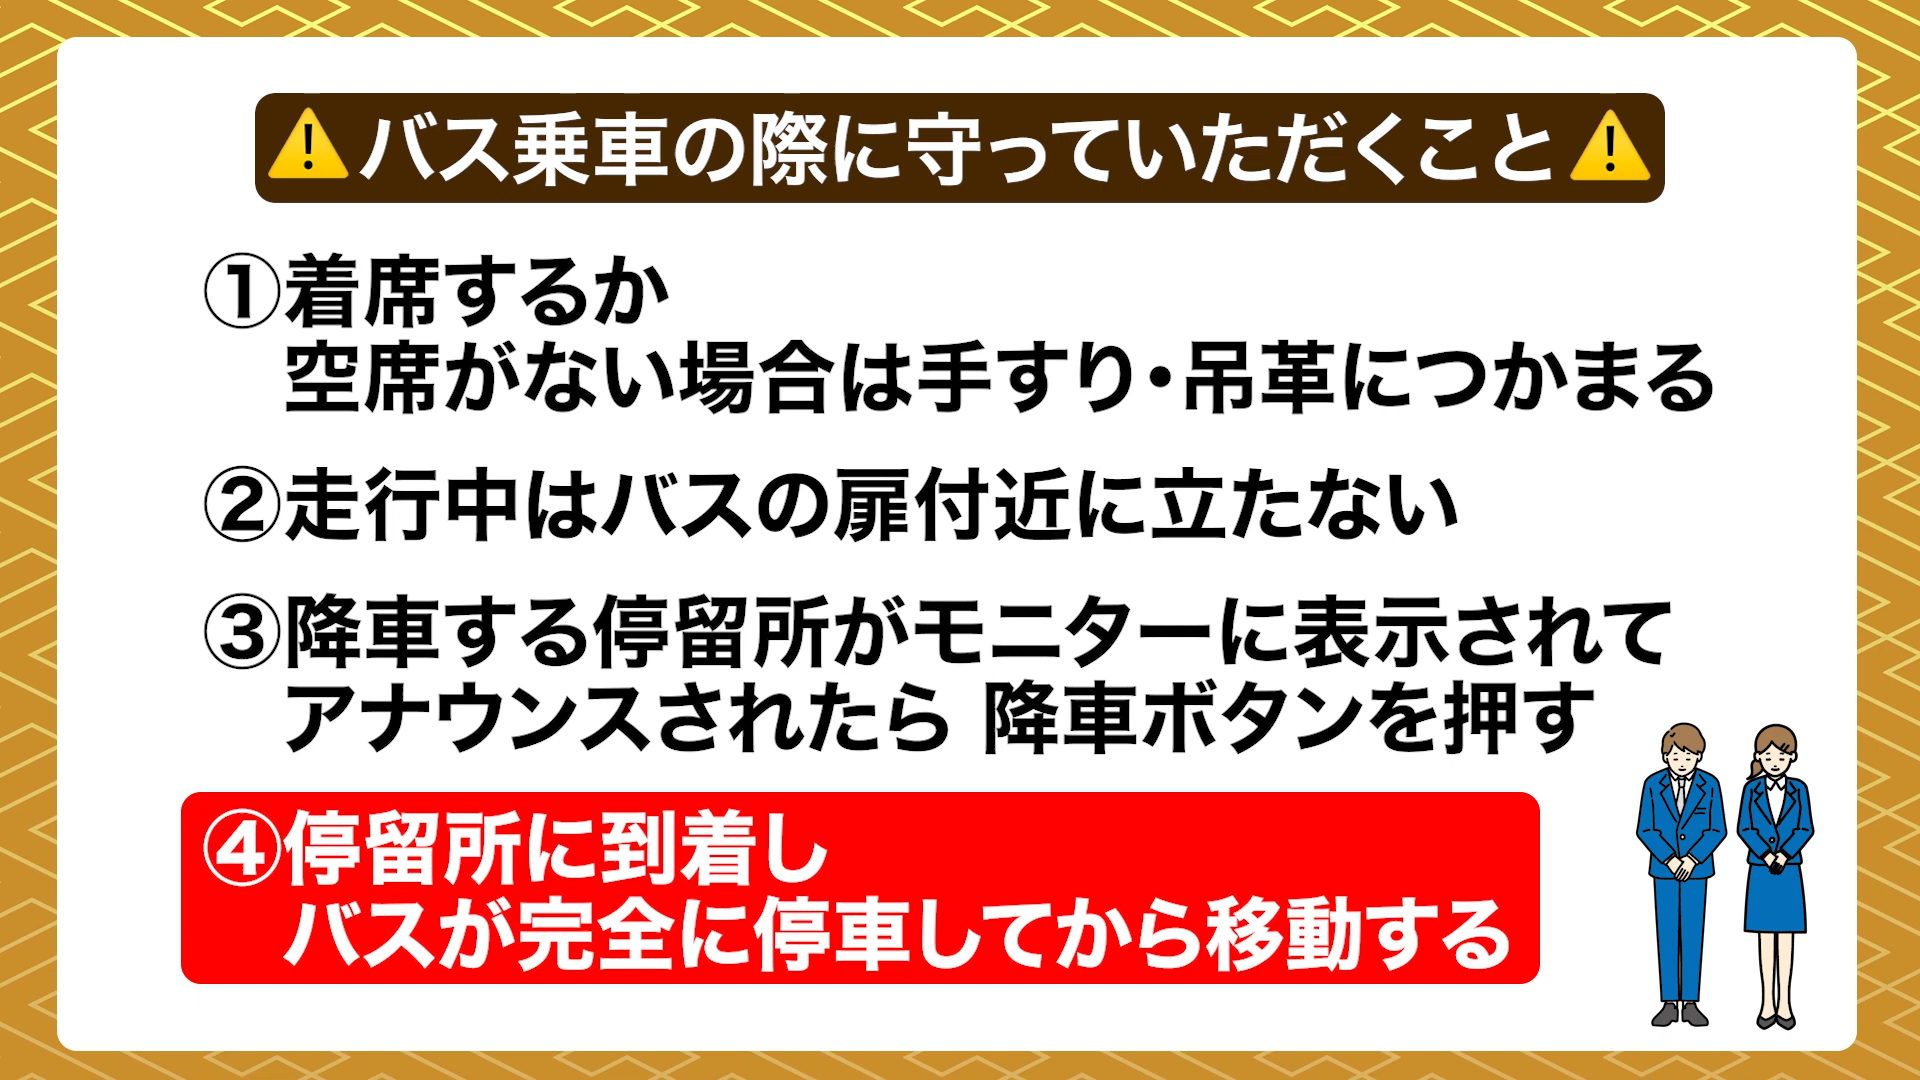 ⚠️バス乗車の際に守っていただくこと⚠️
①着席するか
空席がない場合は手すり・吊革につかまる
②走行中はバスの扉付近に立たない
③降車する停留所がモニターに表示されて
アナウンスされたら 降車ボタンを押す
④停留所に到着し
バスが完全に停車してから移動する